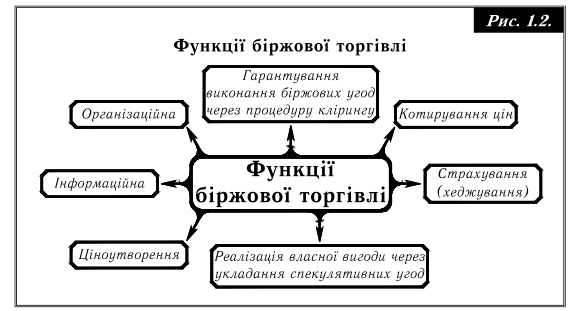 Рис. 1.2.
Функції біржової торгівлі
Гарантування
виконання біржових угод
через процедуру клірингу
Організаційна
Котирування цін
Функції
біржової торгівлі
Інформаційна
Страхування
(хеджування)
Ціноутворення
Реалізація власної вигоди через
укладання спекулятивних угод